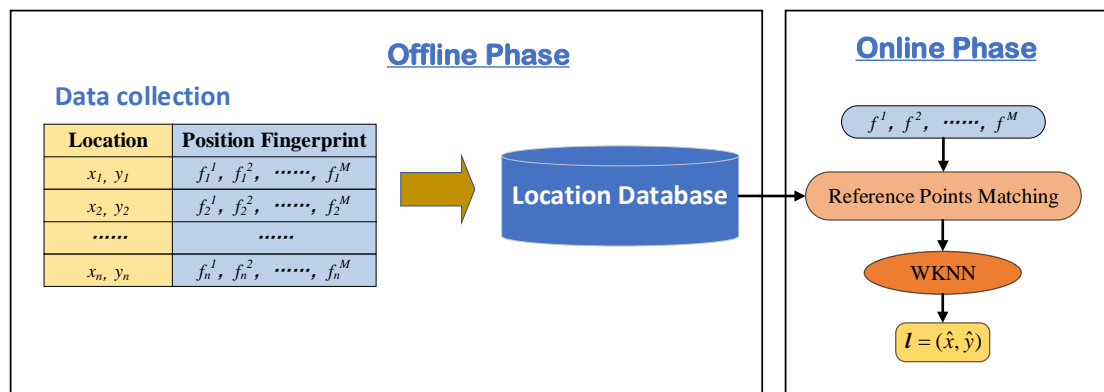 Offline Phase
Data collection
Location Position Fingerprint
x₁, y₁ f₁¹, f₁², ······, f₁ᴹ
x₂, y₂ f₂¹, f₂², ······, f₂ᴹ
······ ······
xₙ, yₙ fₙ¹, fₙ², ······, fₙᴹ
Location Database
Online Phase
f¹, f², ······, fᴹ
Reference Points Matching
WKNN
l = (x̂, ŷ)